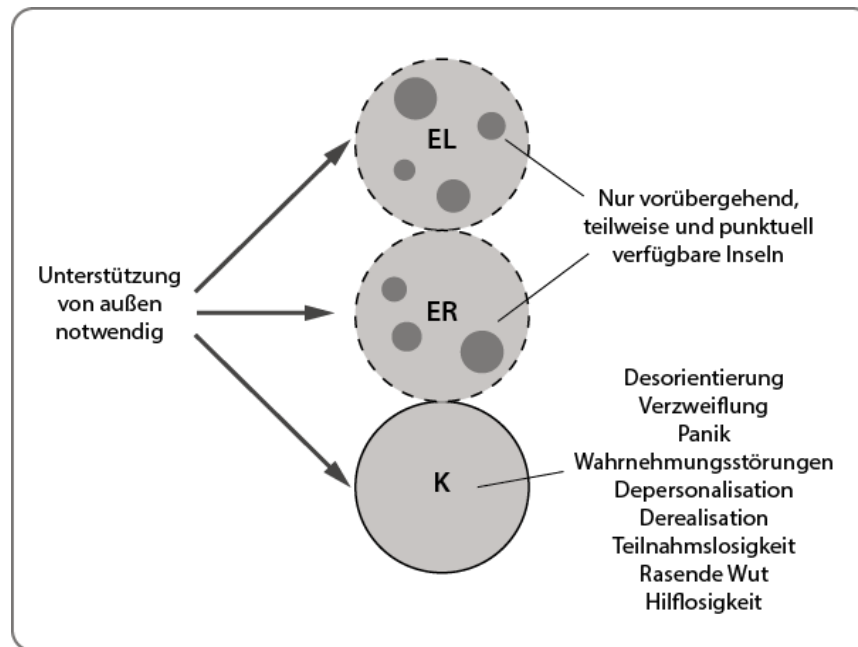 EL
Nur vorübergehend,
teilweise und punktuell
verfügbare Inseln
Unterstützung
von außen
notwendig
ER
Desorientierung
Verzweiflung
Panik
Wahrnehmungsstörungen
Depersonalisation
Derealisation
Teilnahmslosigkeit
Rasende Wut
Hilflosigkeit
K